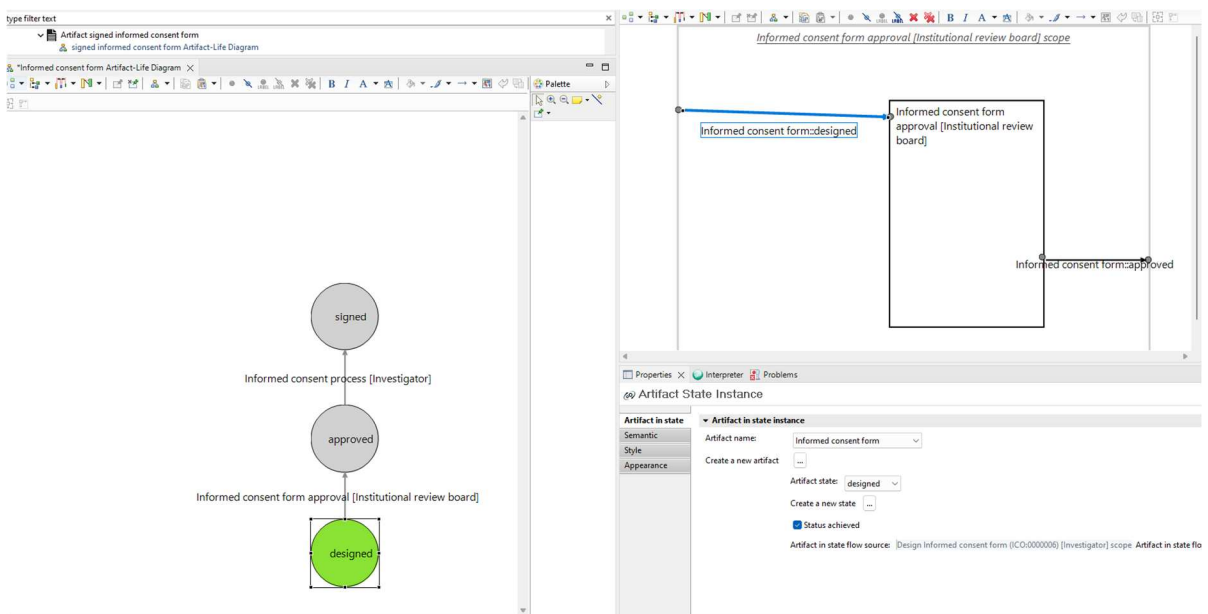 type filter text
Artifact signed informed consent form
signed informed consent form Artifact-Life Diagram
*Informed consent form Artifact-Life Diagram
B I A
Palette
signed
Informed consent process [Investigator]
approved
Informed consent form approval [Institutional review board]
designed
B I A
Informed consent form approval [Institutional review board] scope
Informed consent form::designed
Informed consent form
approval [Institutional review
board]
Informed consent form::approved
Properties
Interpreter
Problems
Artifact State Instance
Artifact in state
Semantic
Style
Appearance
Artifact in state instance
Artifact name:
Informed consent form
Create a new artifact
...
Artifact state:
designed
Create a new state
...
Status achieved
Artifact in state flow source:
Design Informed consent form (ICO:0000006) [Investigator] scope
Artifact in state flo